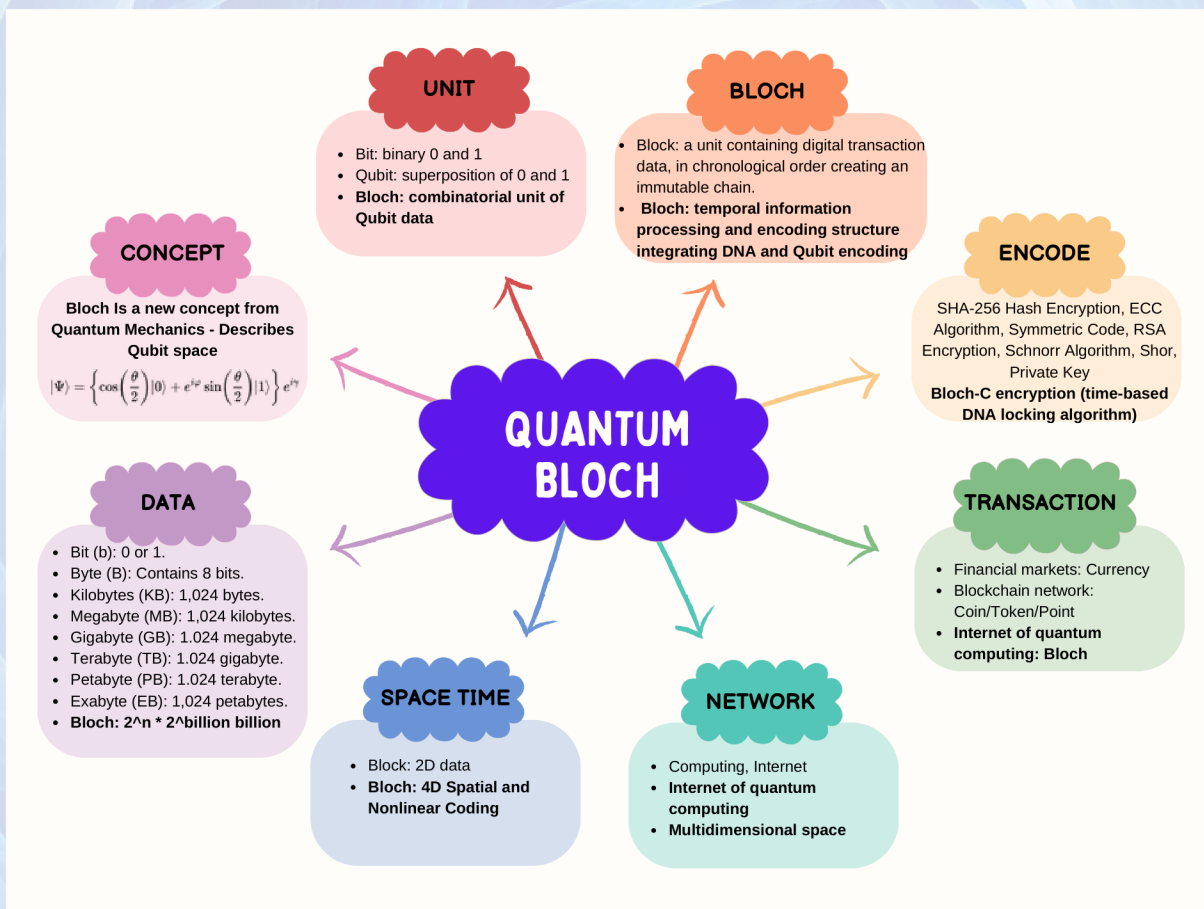 UNIT
• Bit: binary 0 and 1
• Qubit: superposition of 0 and 1
• Bloch: combinatorial unit of
Qubit data
BLOCH
• Block: a unit containing digital transaction
data, in chronological order creating an
immutable chain.
• Bloch: temporal information
processing and encoding structure
integrating DNA and Qubit encoding
CONCEPT
Bloch Is a new concept from
Quantum Mechanics - Describes
Qubit space
|Ψ⟩ = {cos(θ/2)|0⟩ + e^{iφ} sin(θ/2)|1⟩} e^{iγ}
ENCODE
SHA-256 Hash Encryption, ECC
Algorithm, Symmetric Code, RSA
Encryption, Schnorr Algorithm, Shor,
Private Key
Bloch-C encryption (time-based
DNA locking algorithm)
QUANTUM
BLOCH
DATA
• Bit (b): 0 or 1.
• Byte (B): Contains 8 bits.
• Kilobytes (KB): 1,024 bytes.
• Megabyte (MB): 1,024 kilobytes.
• Gigabyte (GB): 1.024 megabyte.
• Terabyte (TB): 1.024 gigabyte.
• Petabyte (PB): 1.024 terabyte.
• Exabyte (EB): 1,024 petabytes.
• Bloch: 2^n * 2^billion billion
TRANSACTION
• Financial markets: Currency
• Blockchain network:
Coin/Token/Point
• Internet of quantum
computing: Bloch
SPACE TIME
• Block: 2D data
• Bloch: 4D Spatial and
Nonlinear Coding
NETWORK
• Computing, Internet
• Internet of quantum
computing
• Multidimensional space